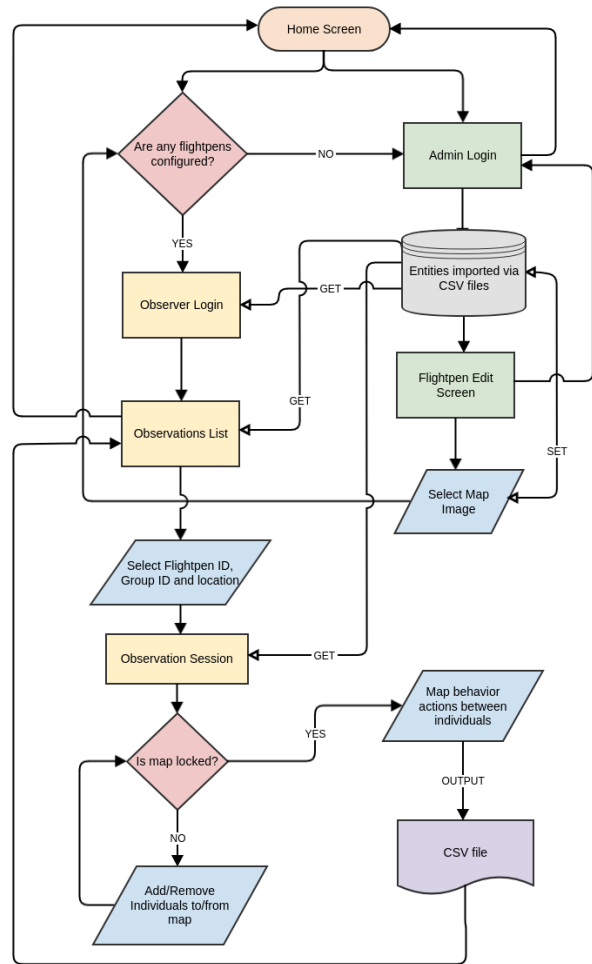 Home Screen
Are any flightpens
configured?
NO
Admin Login
YES
Entities imported via
CSV files
GET
Observer Login
Flightpen Edit
Screen
GET
Observations List
SET
Select Map
Image
Select Flightpen ID,
Group ID and location
Observation Session
GET
Map behavior
actions between
individuals
YES
Is map locked?
OUTPUT
NO
CSV file
Add/Remove
Individuals to/from
map